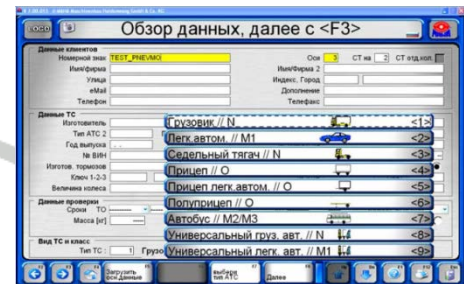 LOGO
Обзор данных, далее с <F3>
Данные клиентов
Номерной знак TEST_PNEVMO Оси 3 СТ на 2 СТ отд.кол.
Имя/фирма Имя/Фирма 2
Улица Индекс. Город
eMail Дополнение
Телефон Телефакс
Данные ТС
Изготовитель
Тип АТС 2
Год выпуска
№ ВИН
Изготов. тормозов
Ключ 1-2-3
Величина колеса
Грузовик // N <1>
Легк.автом. // M1 <2>
Седельный тягач // N <3>
Прицеп // O <4>
Прицеп легк.автом. // O <5>
Полуприцеп // O <6>
Автобус // M2/M3 <7>
Универсальный груз. авт. // N <8>
Универсальный легк. авт. // M1 <9>
Данные проверки
Сроки ТО
Масса [кг]
Вид ТС и класс
Тип ТС : 1 Грузо
Загрузить все данные
выбери тип АТС
Далее